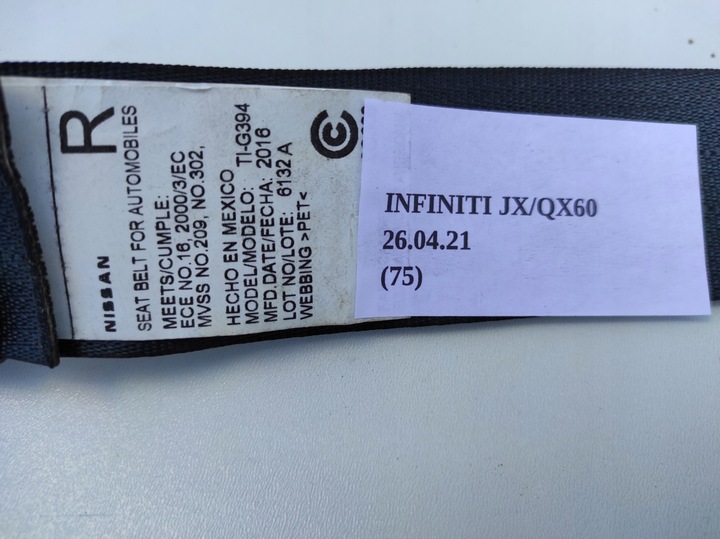 R
NISSAN
SEAT BELT FOR AUTOMOBILES
MEETS/CUMPLE:
ECE NO.16, 2000/3/EC
MVSS NO.209, NO.302,
HECHO EN MEXICO
MODEL/MODELO: TI-G394
MFD.DATE/FECHA: 2016
LOT NO/LOTE: 6132 A
WEBBING >PET<
C
INFINITI JX/QX60
26.04.21
(75)